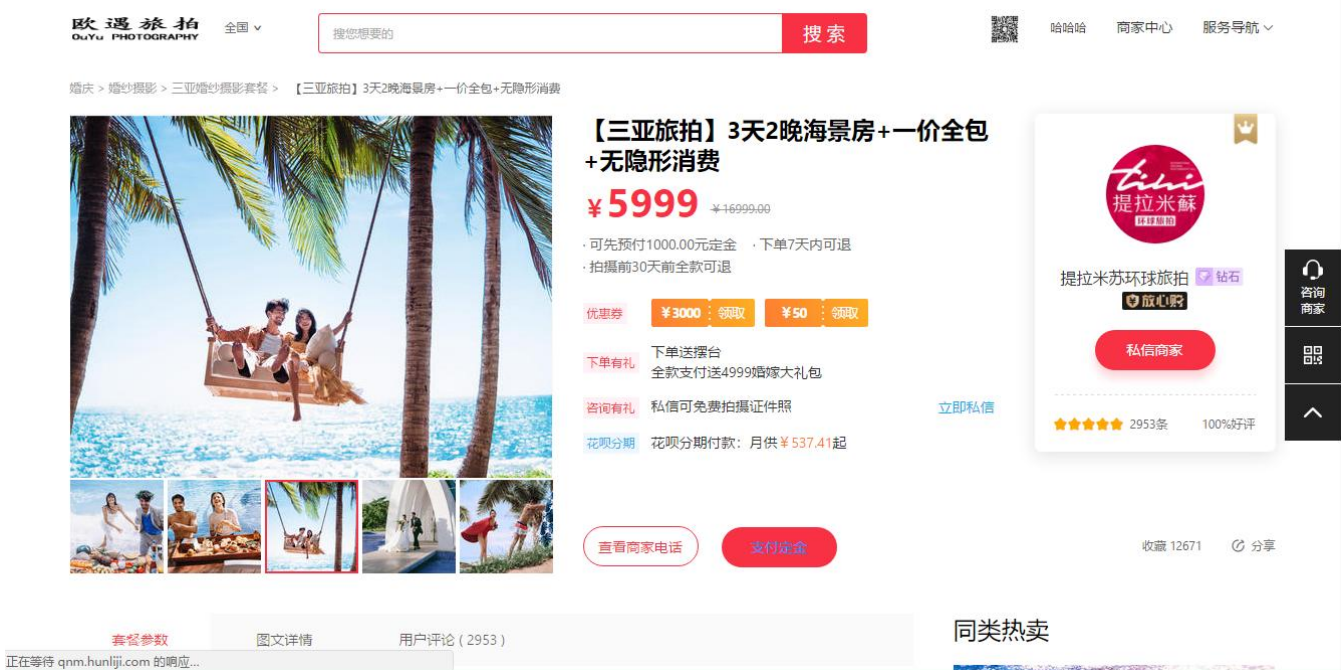 欧遇旅拍
OuYu PHOTOGRAPHY
全国
搜您想要的
搜索
哈哈哈
商家中心
服务导航
婚庆 > 婚纱摄影 > 三亚婚纱摄影套餐 > 【三亚旅拍】3天2晚海景房+一价全包+无隐形消费
【三亚旅拍】3天2晚海景房+一价全包
+无隐形消费
¥5999 ¥16999.00
· 可先预付1000.00元定金 · 下单7天内可退
· 拍摄前30天前全款可退
优惠券 ¥3000 领取 ¥50 领取
下单有礼 下单送摆台
全款支付送4999婚嫁大礼包
咨询有礼 私信可免费拍摄证件照 立即私信
花呗分期 花呗分期付款：月供¥537.41起
查看商家电话
支付定金
tihi
提拉米蘇
环球旅拍
提拉米苏环球旅拍 钻石
放心购
私信商家
2953条 100%好评
咨询
商家
收藏 12671 分享
套餐参数 图文详情 用户评论 ( 2953 )
同类热卖
正在等待 qnm.hunliji.com 的响应...